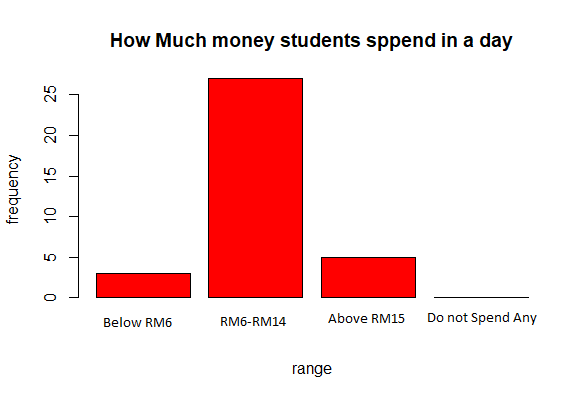 How Much money students sppend in a day
frequency
25
20
15
10
5
0
Below RM6
RM6-RM14
Above RM15
Do not Spend Any
range